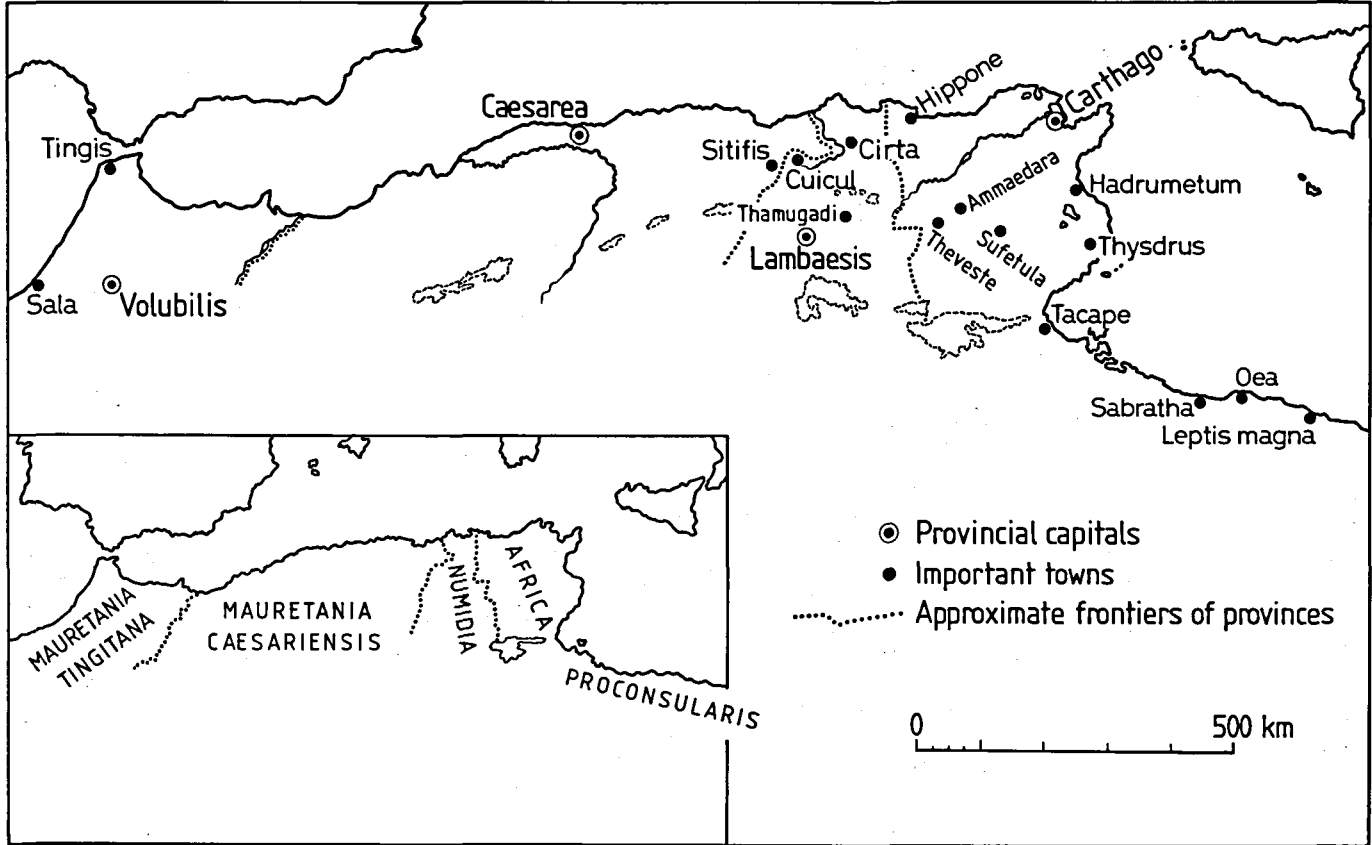 Tingis
Sala
Volubilis
Caesarea
Sitifis
Cuicul
Cirta
Hippone
Carthago
Thamugadi
Lambaesis
Ammaedara
Theveste
Sufetula
Hadrumetum
Thysdrus
Tacape
Sabratha
Oea
Leptis magna
MAURETANIA
TINGITANA
MAURETANIA
CAESARIENSIS
NUMIDIA
AFRICA
PROCONSULARIS
Provincial capitals
Important towns
Approximate frontiers of provinces
0 500 km